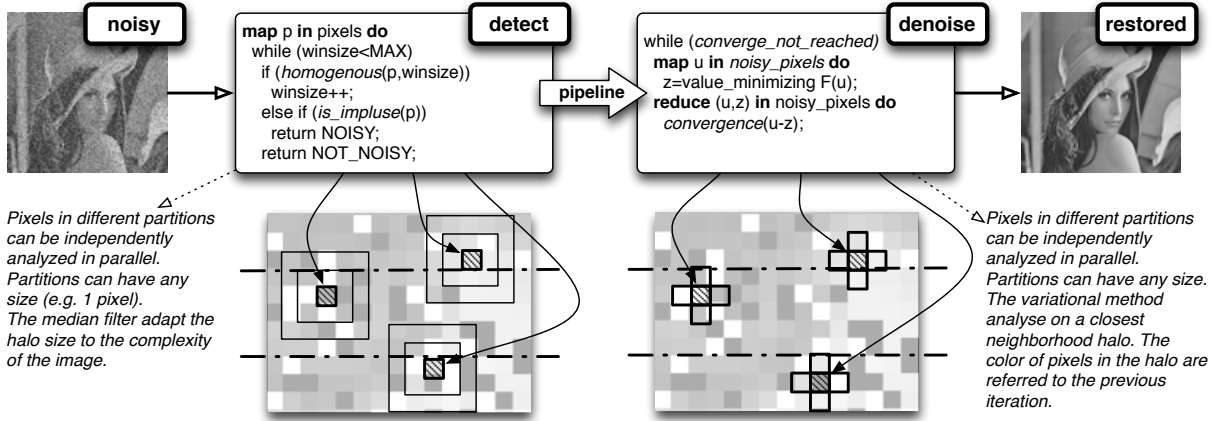 noisy
map p in pixels do
while (winsize<MAX)
if (homogenous(p,winsize))
winsize++;
else if (is_impluse(p))
return NOISY;
return NOT_NOISY;
detect
pipeline
while (converge_not_reached)
map u in noisy_pixels do
z=value_minimizing F(u);
reduce (u,z) in noisy_pixels do
convergence(u-z);
denoise
restored
Pixels in different partitions
can be independently
analyzed in parallel.
Partitions can have any
size (e.g. 1 pixel).
The median filter adapt the
halo size to the complexity
of the image.
Pixels in different partitions
can be independently
analyzed in parallel.
Partitions can have any size.
The variational method
analyse on a closest
neighborhood halo. The
color of pixels in the halo are
referred to the previous
iteration.